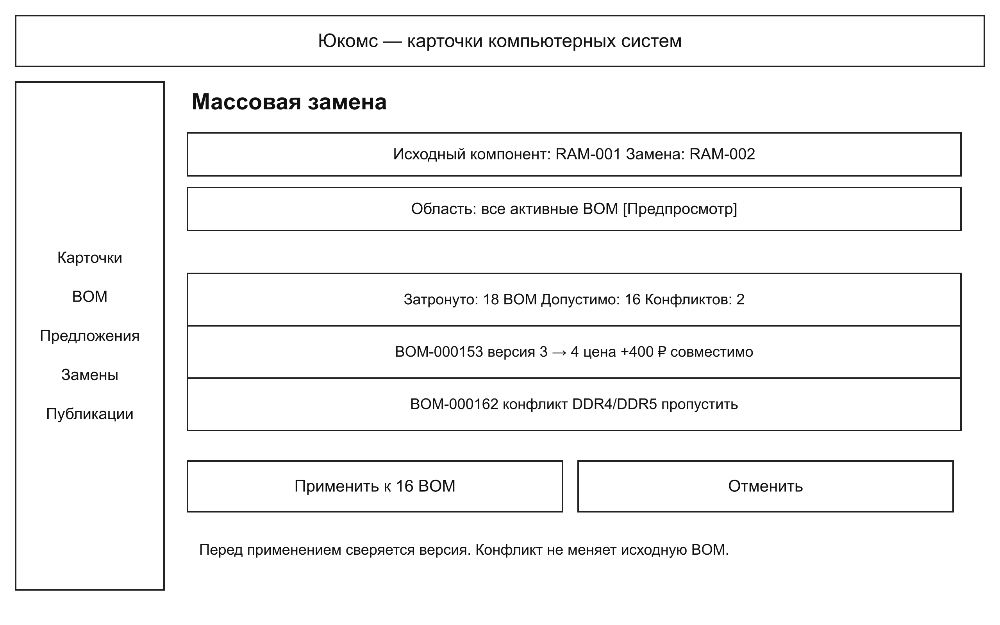 Юкомс — карточки компьютерных систем
Карточки
BOM
Предложения
Замены
Публикации
Массовая замена
Исходный компонент: RAM-001 Замена: RAM-002
Область: все активные BOM [Предпросмотр]
Затронуто: 18 BOM Допустимо: 16 Конфликтов: 2
BOM-000153 версия 3 → 4 цена +400 ₽ совместимо
BOM-000162 конфликт DDR4/DDR5 пропустить
Применить к 16 BOM
Отменить
Перед применением сверяется версия. Конфликт не меняет исходную BOM.